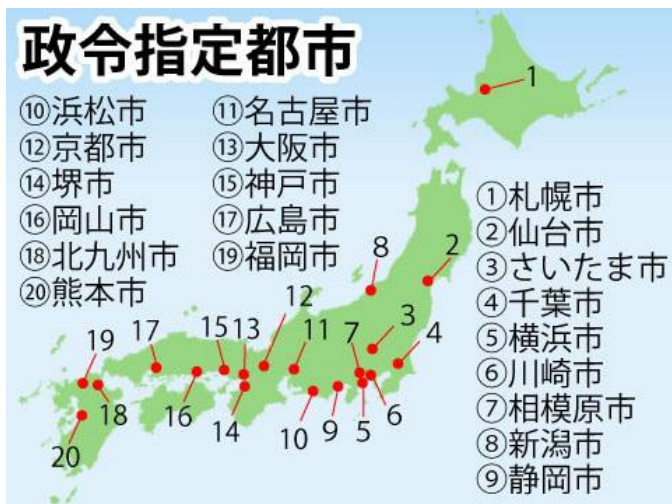 政令指定都市
⑩浜松市 ⑪名古屋市
⑫京都市 ⑬大阪市
⑭堺市 ⑮神戸市
⑯岡山市 ⑰広島市
⑱北九州市 ⑲福岡市
⑳熊本市
①札幌市
②仙台市
③さいたま市
④千葉市
⑤横浜市
⑥川崎市
⑦相模原市
⑧新潟市
⑨静岡市
1
8
2
12
3
4
19
17
15
13
11
7
18
16
14
10
9
5
6
20